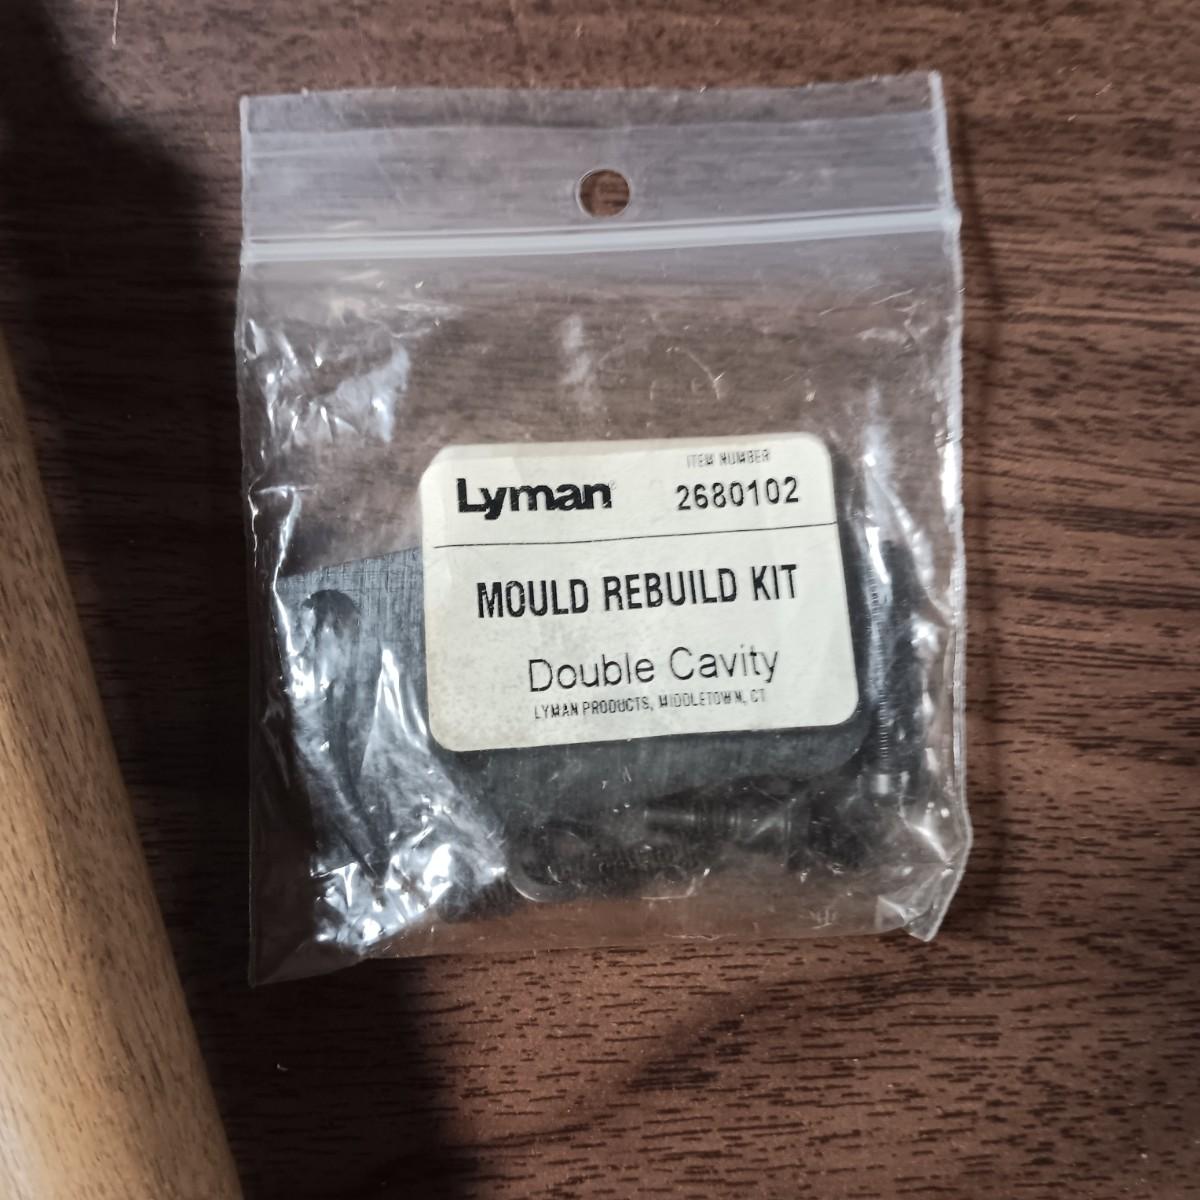 ITEM NUMBER
Lyman® 2680102
MOULD REBUILD KIT
Double Cavity
LYMAN PRODUCTS, MIDDLETOWN, CT